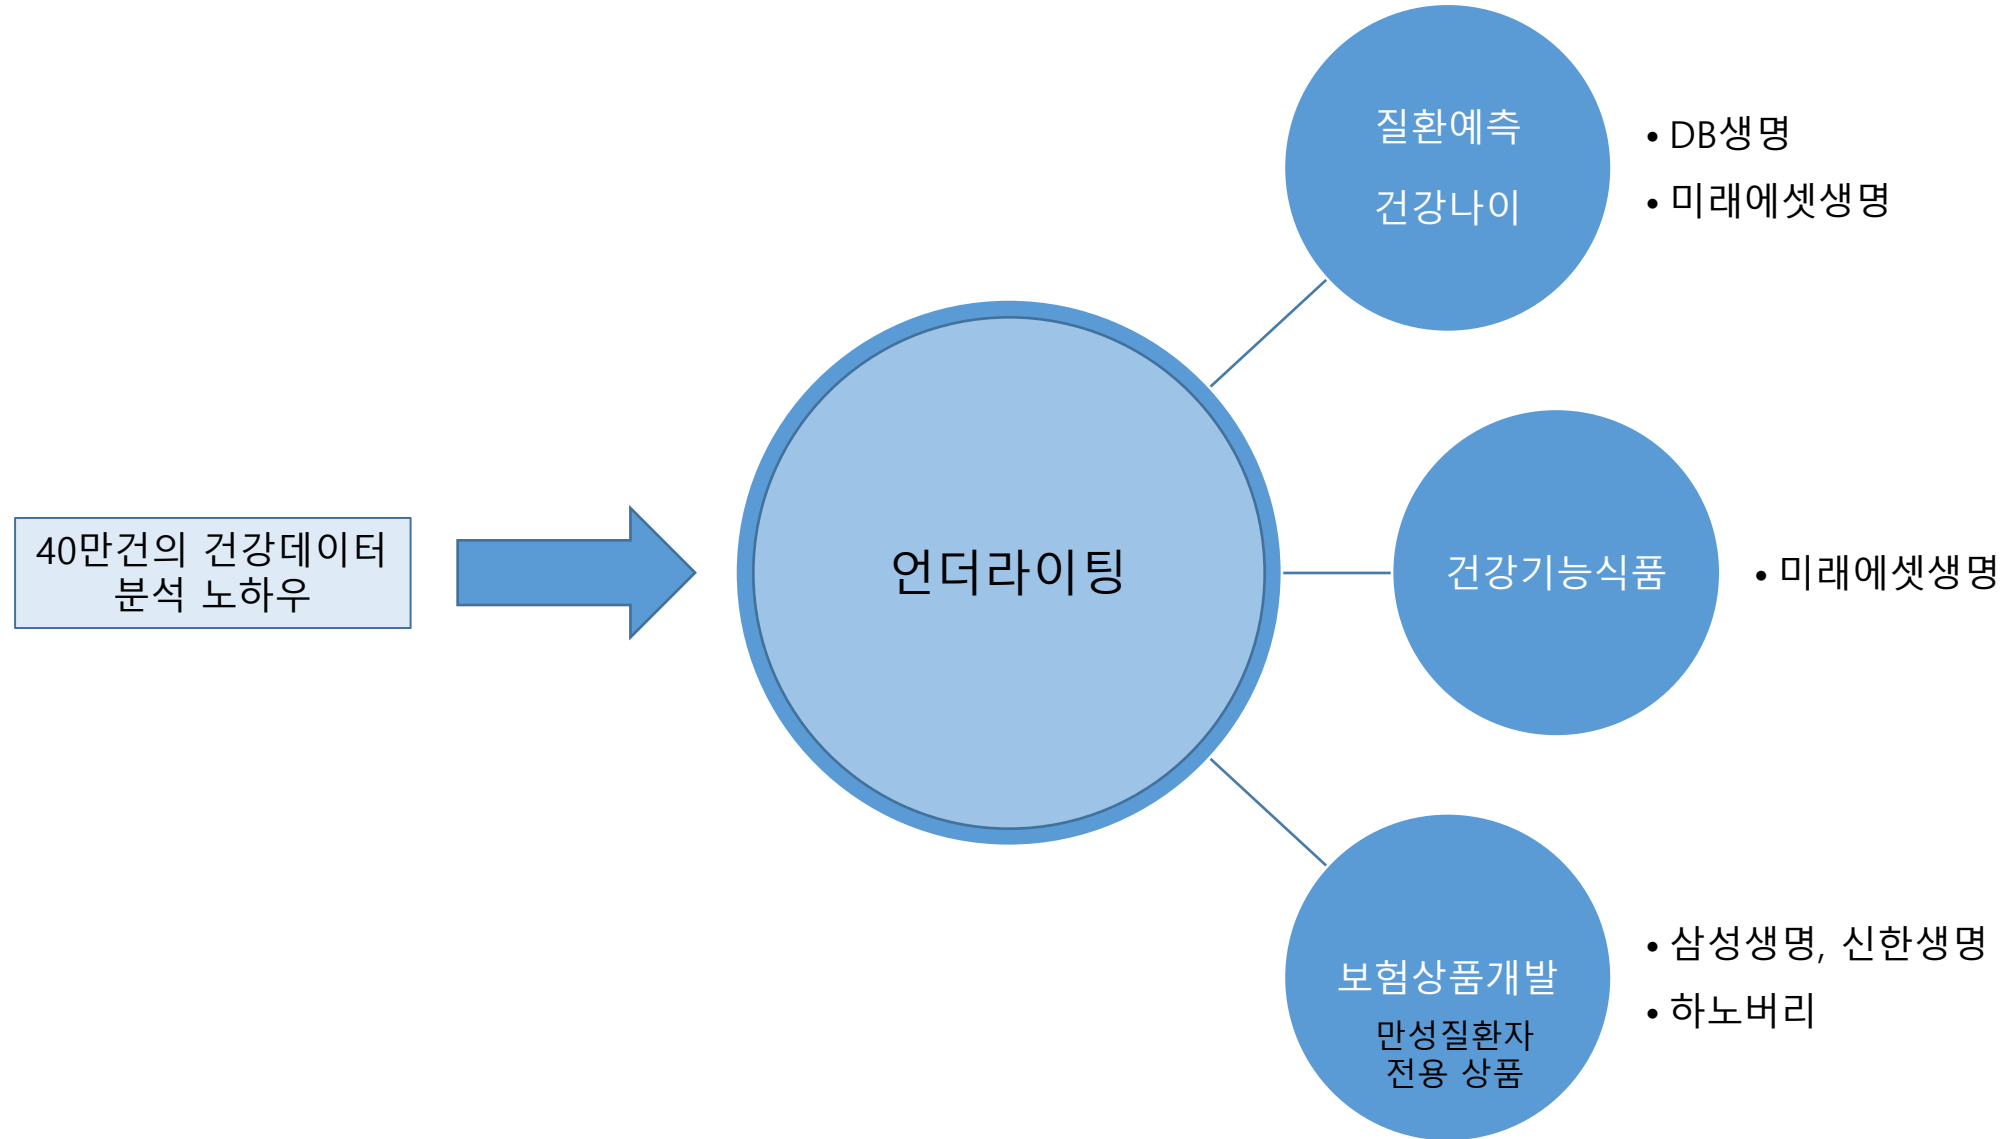 40만건의 건강데이터
분석 노하우
언더라이팅
질환예측
건강나이
• DB생명
• 미래에셋생명
건강기능식품
• 미래에셋생명
보험상품개발
만성질환자
전용 상품
• 삼성생명, 신한생명
• 하노버리